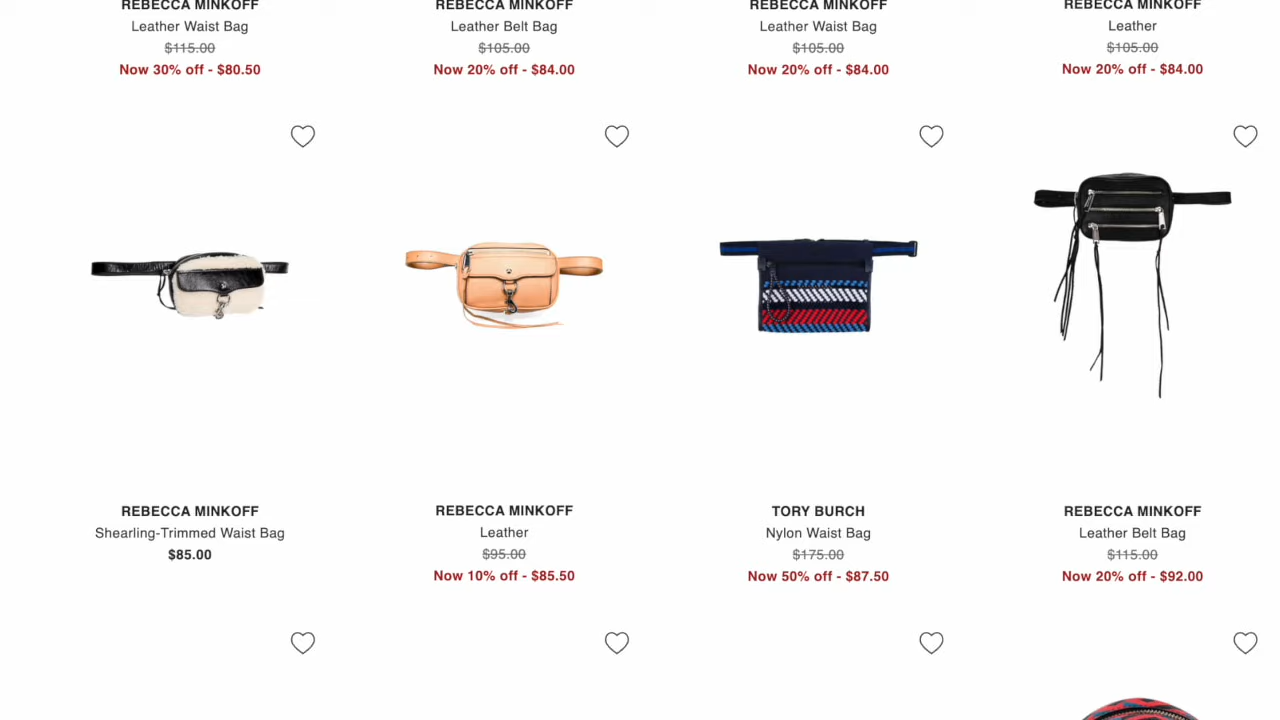 REBECCA MINKOFF
Leather Waist Bag
$115.00
Now 30% off - $80.50
REBECCA MINKOFF
Leather Belt Bag
$105.00
Now 20% off - $84.00
REBECCA MINKOFF
Leather Waist Bag
$105.00
Now 20% off - $84.00
REBECCA MINKOFF
Leather
$105.00
Now 20% off - $84.00
REBECCA MINKOFF
Shearling-Trimmed Waist Bag
$85.00
REBECCA MINKOFF
Leather
$95.00
Now 10% off - $85.50
TORY BURCH
Nylon Waist Bag
$175.00
Now 50% off - $87.50
REBECCA MINKOFF
Leather Belt Bag
$115.00
Now 20% off - $92.00